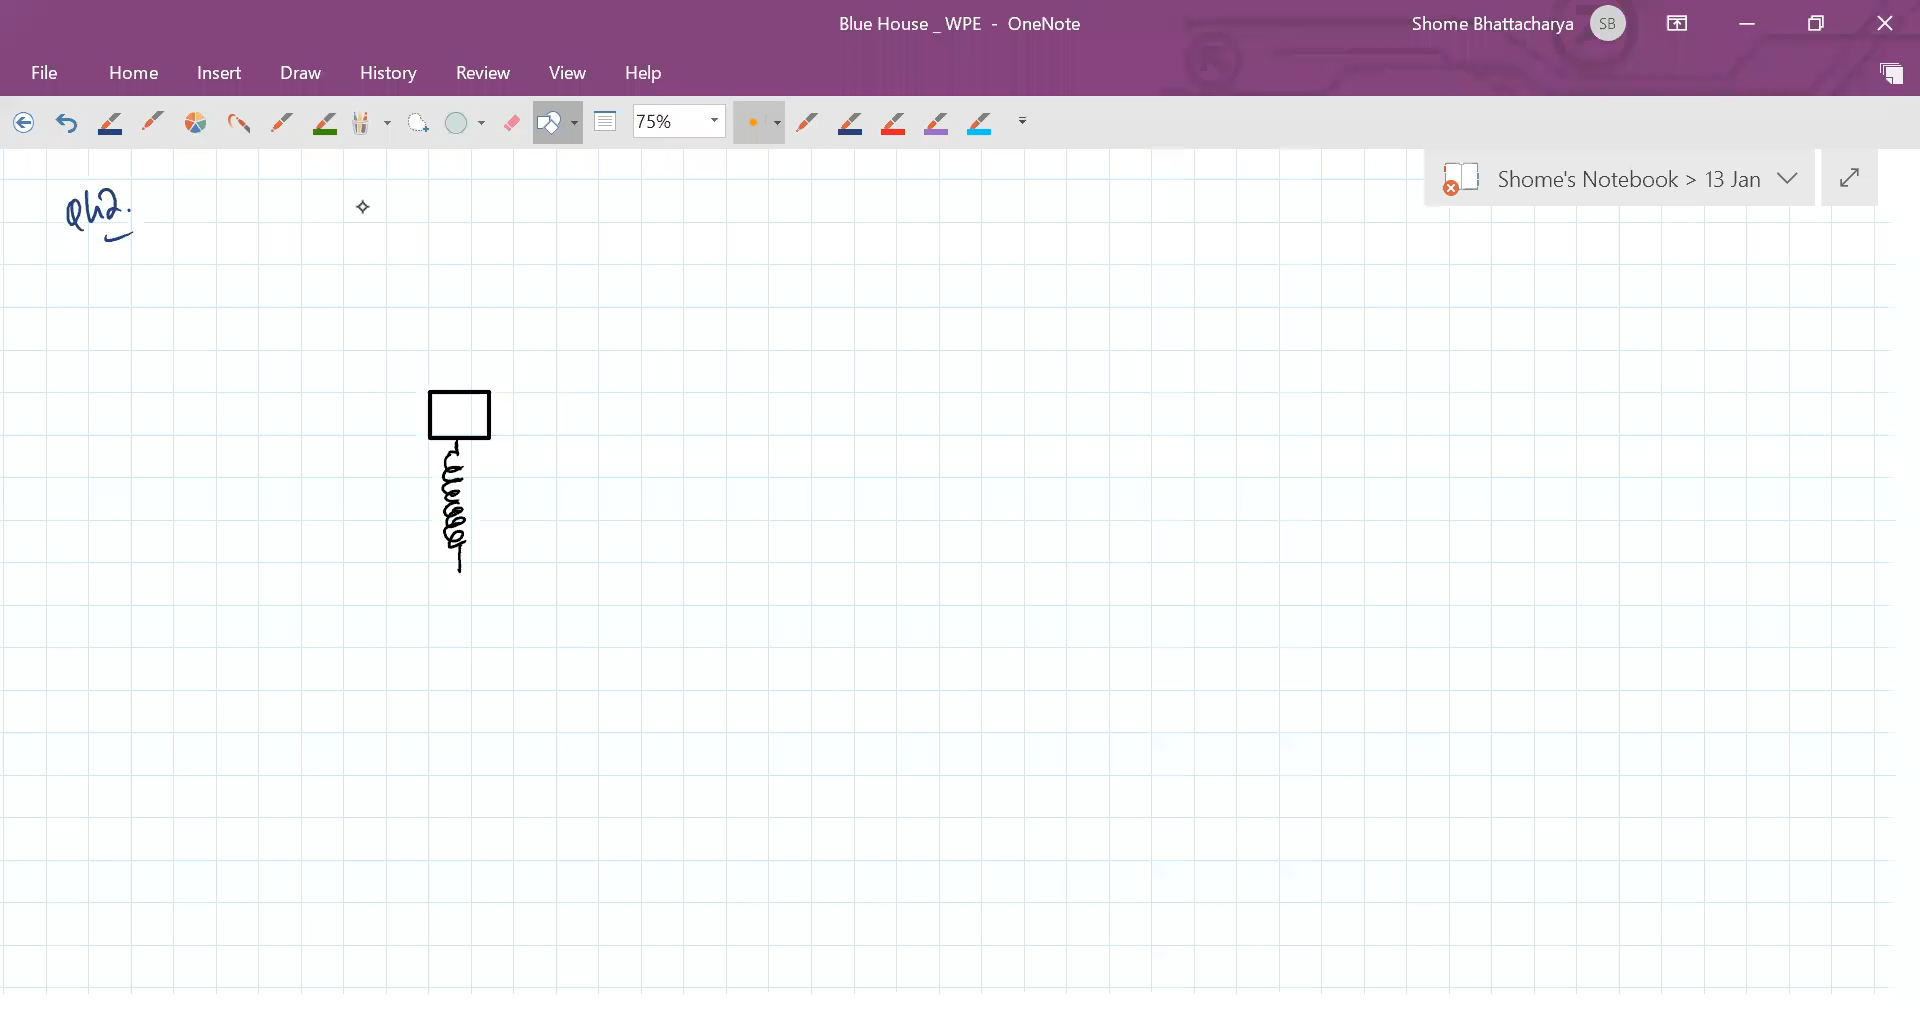 Blue House _ WPE - OneNote
Shome Bhattacharya
SB
File Home Insert Draw History Review View Help
75%
Shome's Notebook > 13 Jan
Q42.